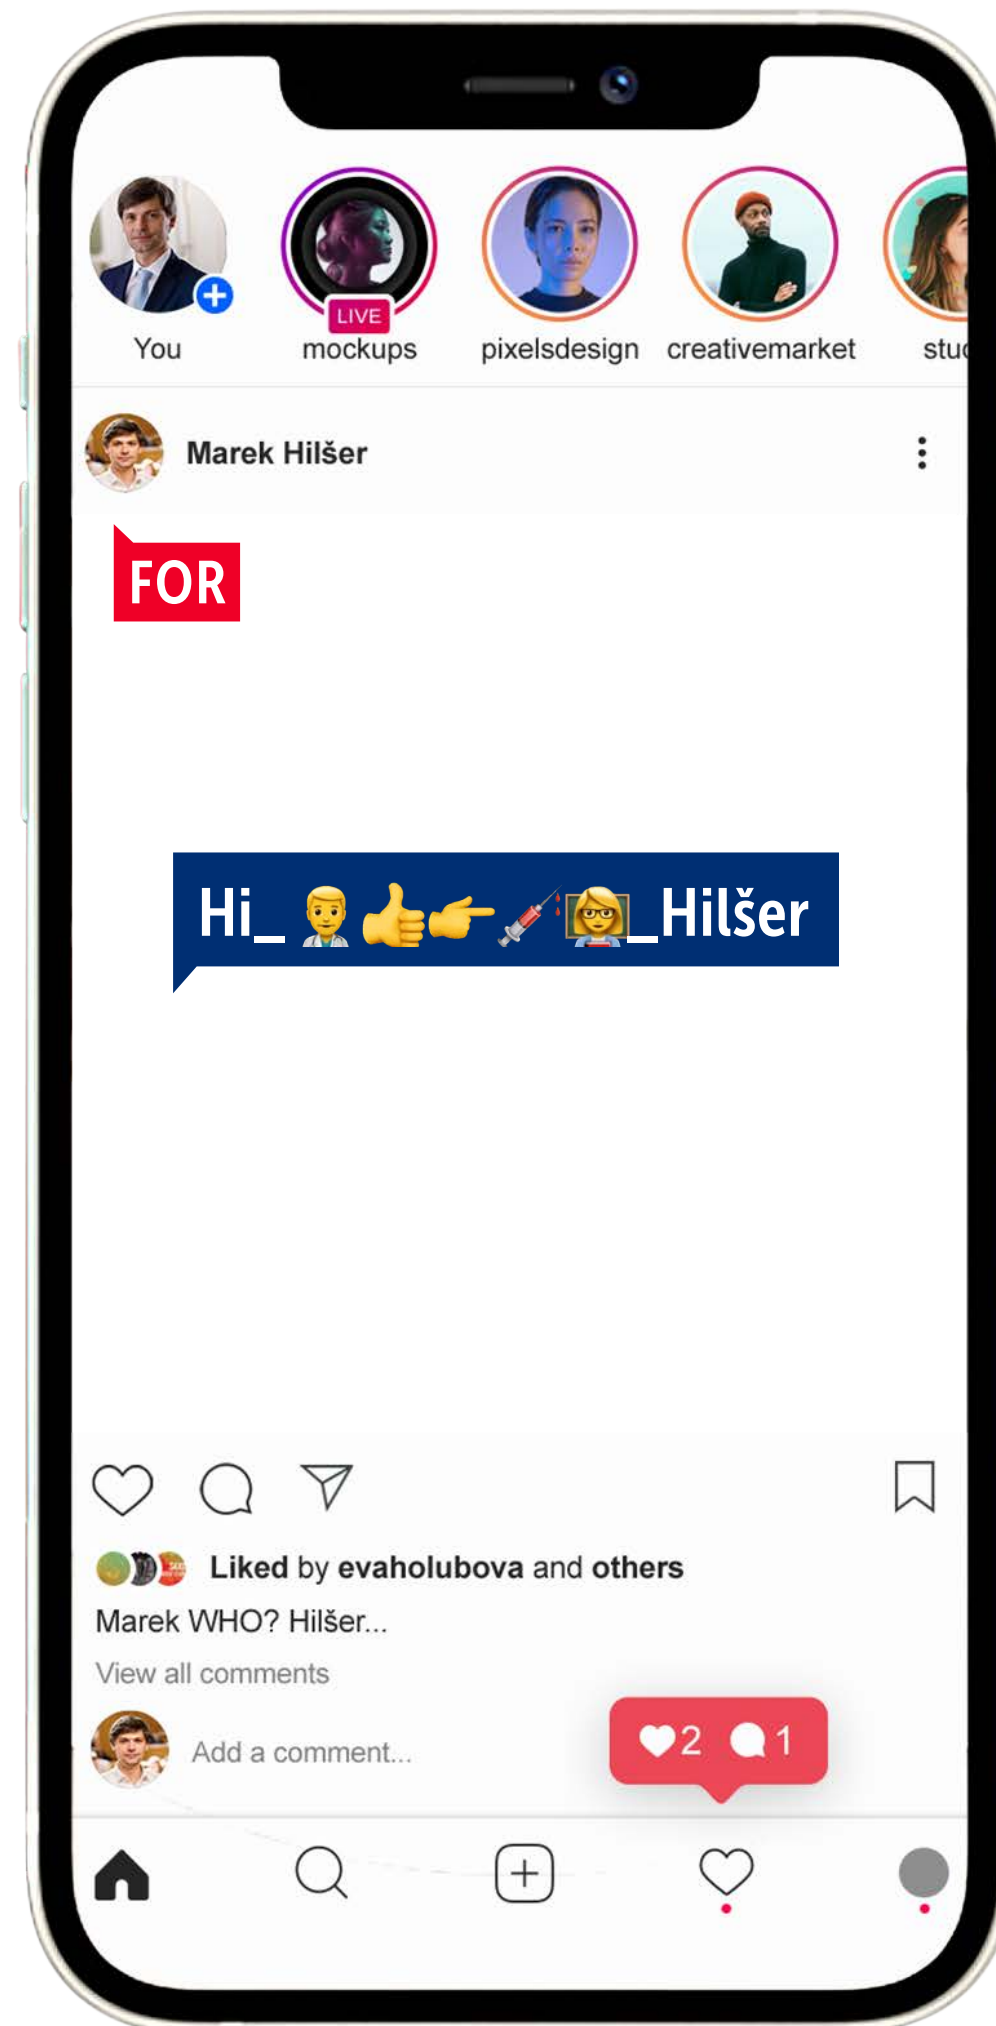 LIVE
You mockups pixelsdesign creativemarket stud
Marek Hilšer
FOR
Hi_ 👨‍⚕️👍👉💉👩‍🏫_Hilšer
Liked by evaholubova and others
Marek WHO? Hilšer...
View all comments
Add a comment...
2 1